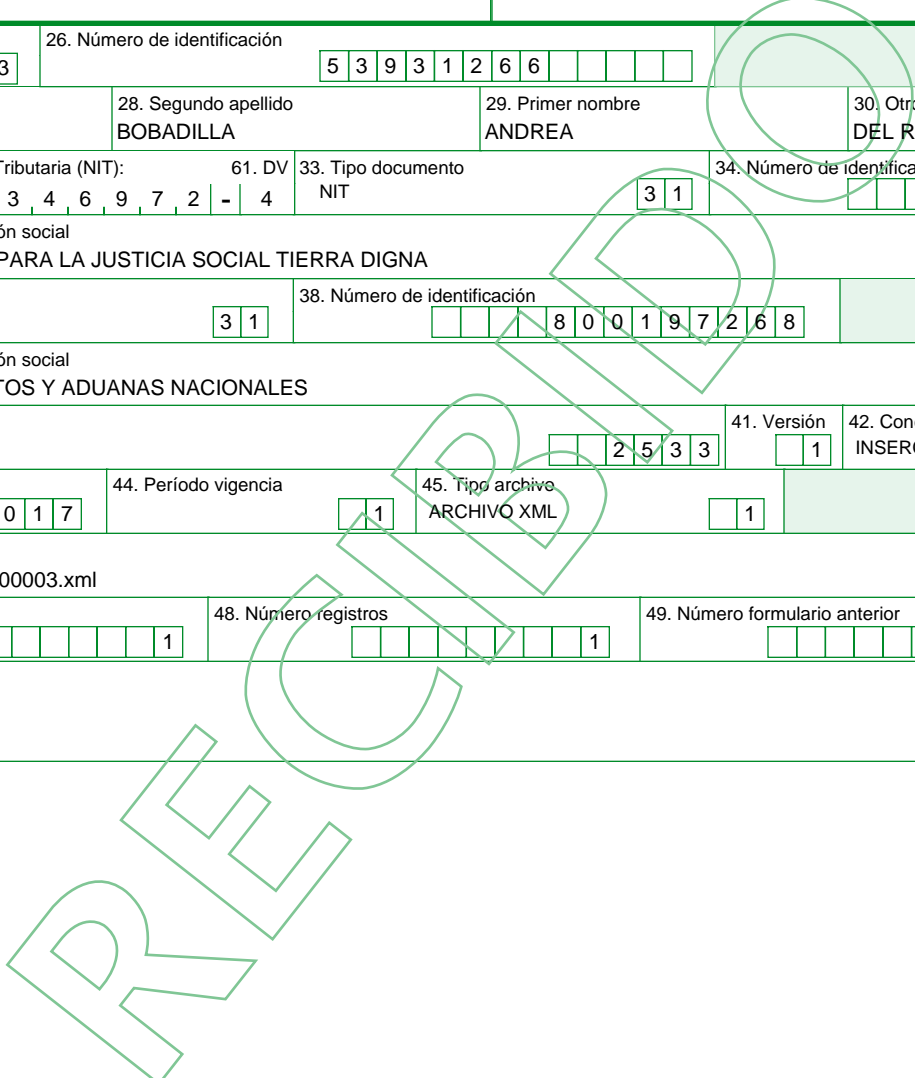 26. Número de identificación
3 5 3 9 3 1 2 6 6
28. Segundo apellido 29. Primer nombre 30. Otro
BOBADILLA ANDREA DEL R
Tributaria (NIT): 61. DV 33. Tipo documento 34. Número de identifica
3 4 6 9 7 2 - 4 NIT 3 1
ón social
PARA LA JUSTICIA SOCIAL TIERRA DIGNA
38. Número de identificación
3 1 8 0 0 1 9 7 2 6 8
ón social
TOS Y ADUANAS NACIONALES
41. Versión 42. Con
2 5 3 3 1 INSER
44. Período vigencia 45. Tipo archivo
0 1 7 1 ARCHIVO XML 1
00003.xml
48. Número registros 49. Número formulario anterior
1 1
RECIBIDO